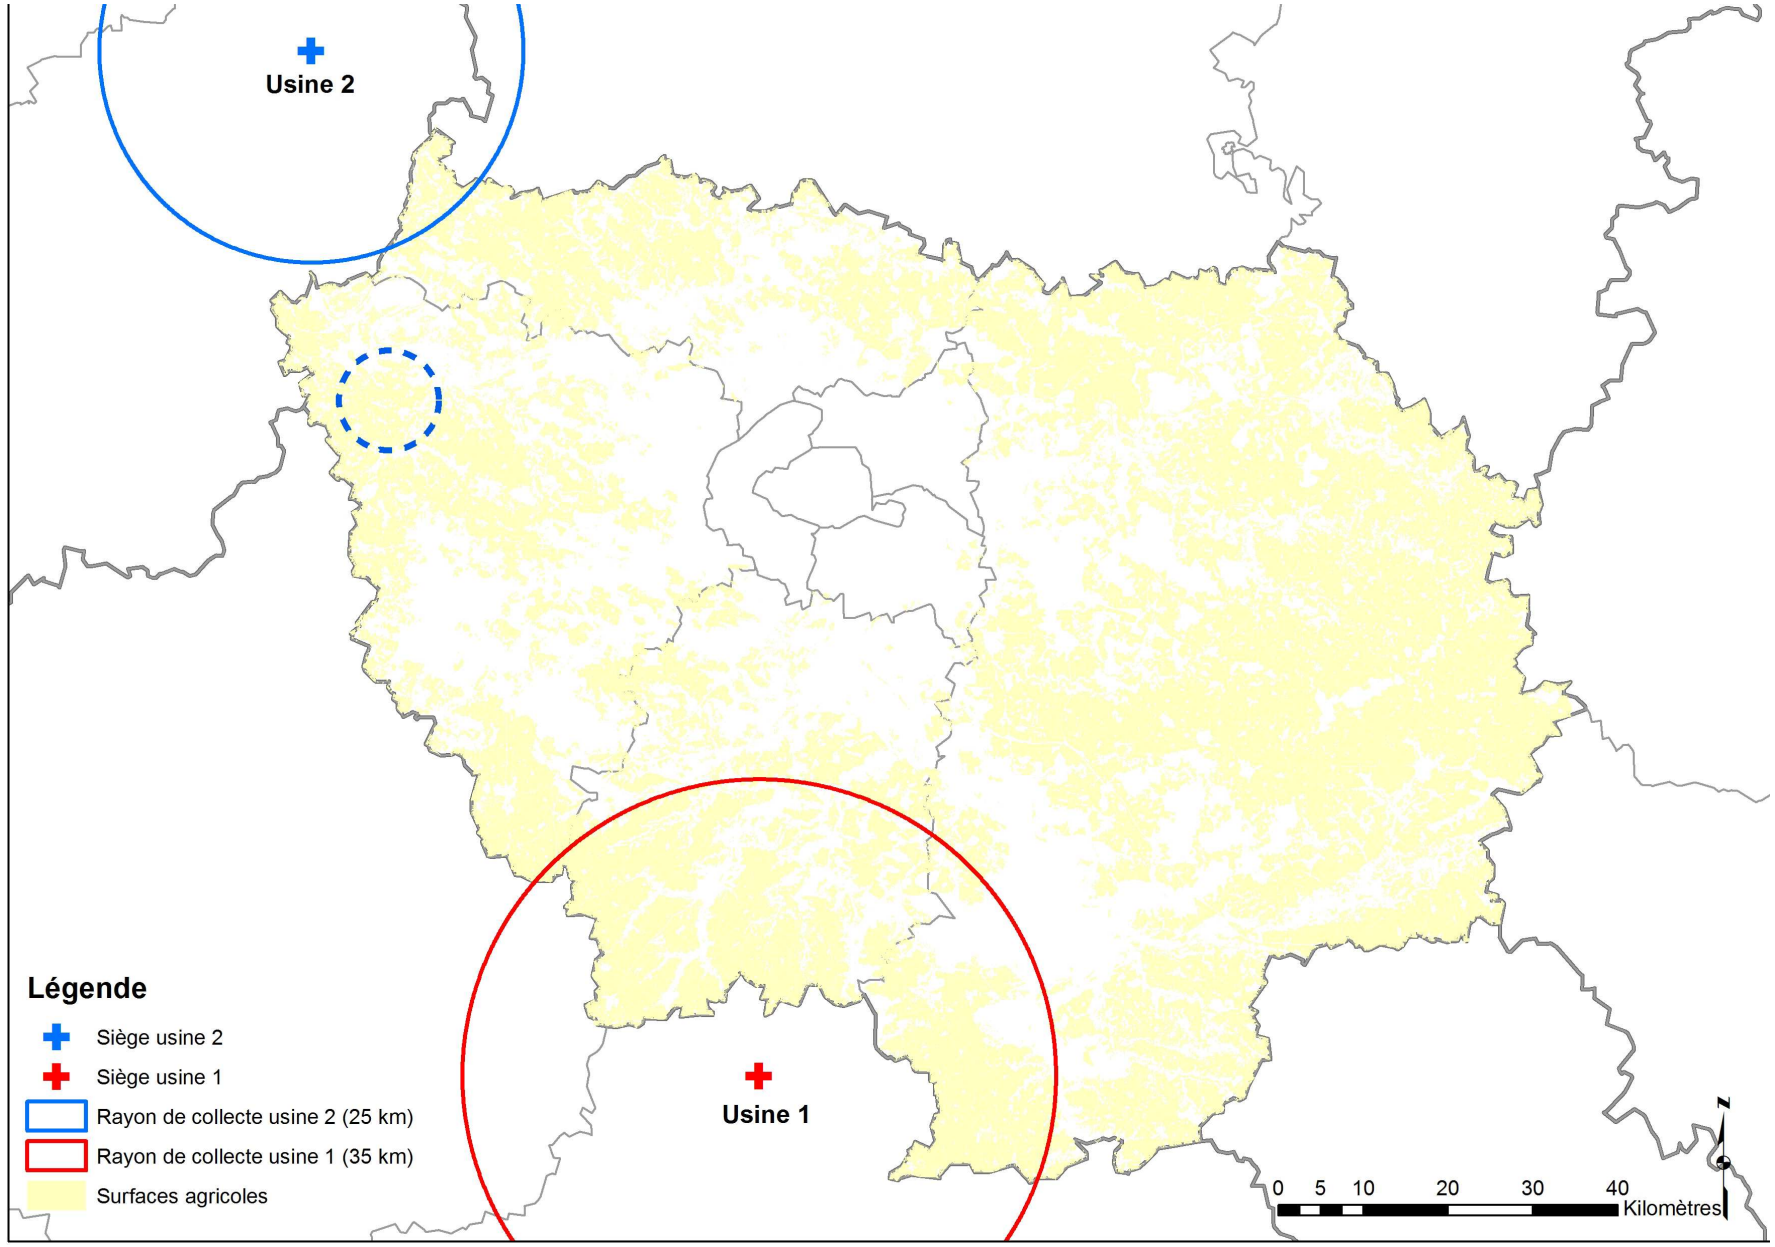 Usine 2
Légende
Siège usine 2
Siège usine 1
Rayon de collecte usine 2 (25 km)
Rayon de collecte usine 1 (35 km)
Surfaces agricoles
Usine 1
N
0 5 10 20 30 40
Kilomètres